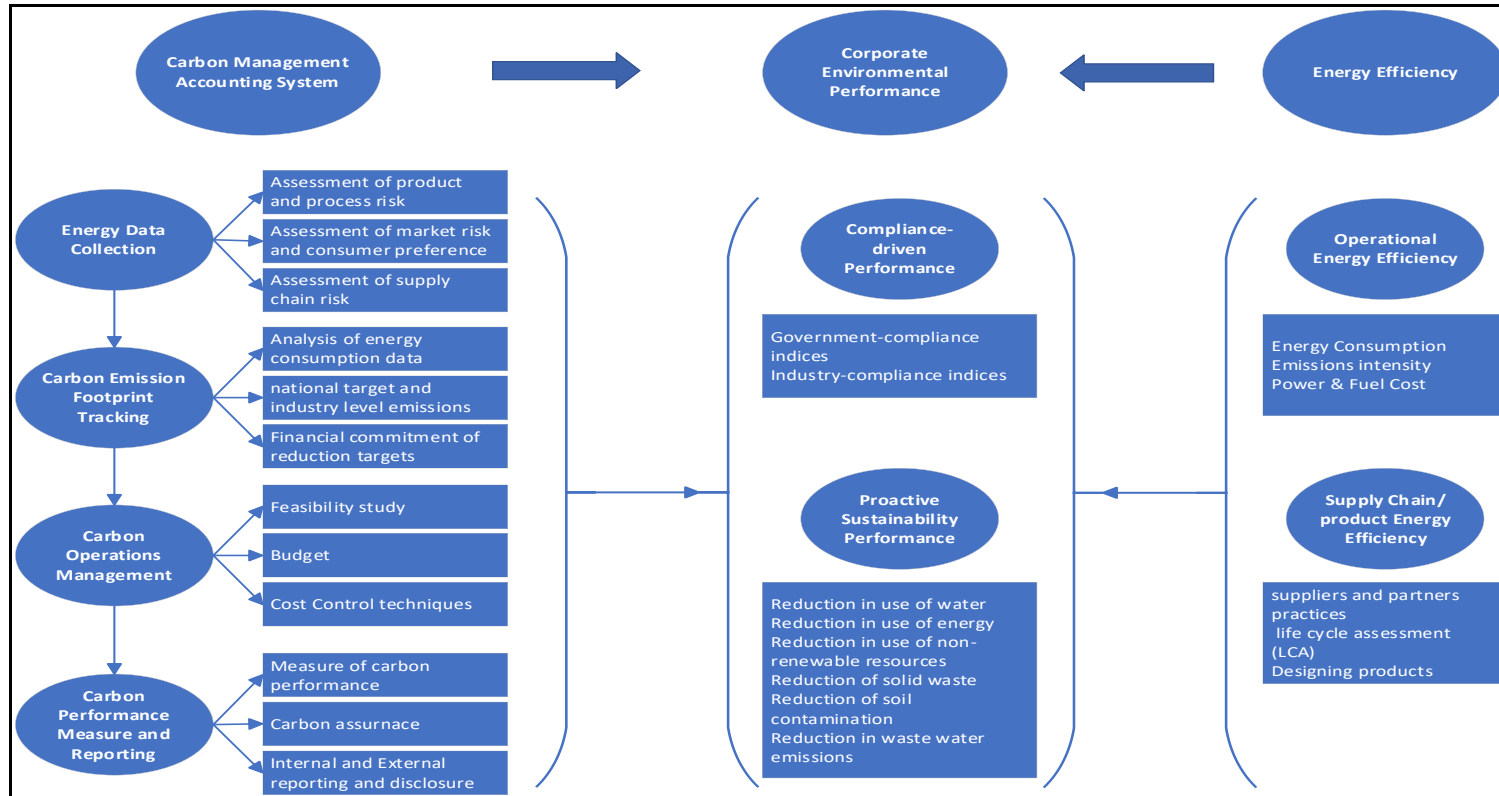 Carbon Management
Accounting System
Corporate
Environmental
Performance
Energy Efficiency
Energy Data
Collection
Assessment of product
and process risk
Assessment of market risk
and consumer preference
Assessment of supply
chain risk
Carbon Emission
Footprint
Tracking
Analysis of energy
consumption data
national target and
industry level emissions
Financial commitment of
reduction targets
Carbon
Operations
Management
Feasibility study
Budget
Cost Control techniques
Carbon
Performance
Measure and
Reporting
Measure of carbon
performance
Carbon assurnace
Internal and External
reporting and disclosure
Compliance-
driven
Performance
Government-compliance
indices
Industry-compliance indices
Proactive
Sustainability
Performance
Reduction in use of water
Reduction in use of energy
Reduction in use of non-
renewable resources
Reduction of solid waste
Reduction of soil
contamination
Reduction in waste water
emissions
Operational
Energy Efficiency
Energy Consumption
Emissions intensity
Power & Fuel Cost
Supply Chain/
product Energy
Efficiency
suppliers and partners
practices
life cycle assessment
(LCA)
Designing products